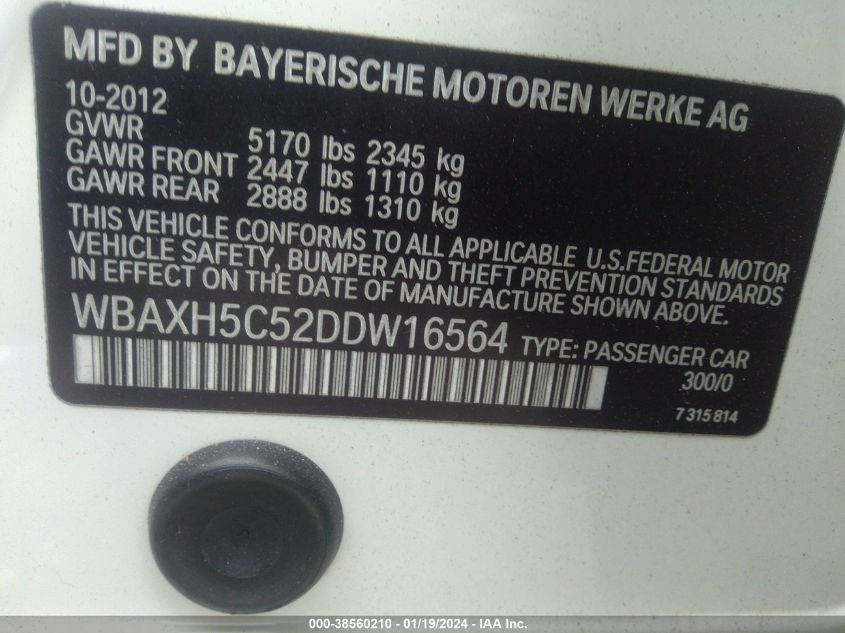 MFD BY BAYERISCHE MOTOREN WERKE AG
10-2012
GVWR 5170 lbs 2345 kg
GAWR FRONT 2447 lbs 1110 kg
GAWR REAR 2888 lbs 1310 kg
THIS VEHICLE CONFORMS TO ALL APPLICABLE U.S.FEDERAL MOTOR
VEHICLE SAFETY, BUMPER AND THEFT PREVENTION STANDARDS
IN EFFECT ON THE DATE OF MANUFACTURE SHOWN ABOVE.
WBAXH5C52DDW16564 TYPE: PASSENGER CAR
300/0
7 315 814
000-38560210 - 01/19/2024 - IAA Inc.